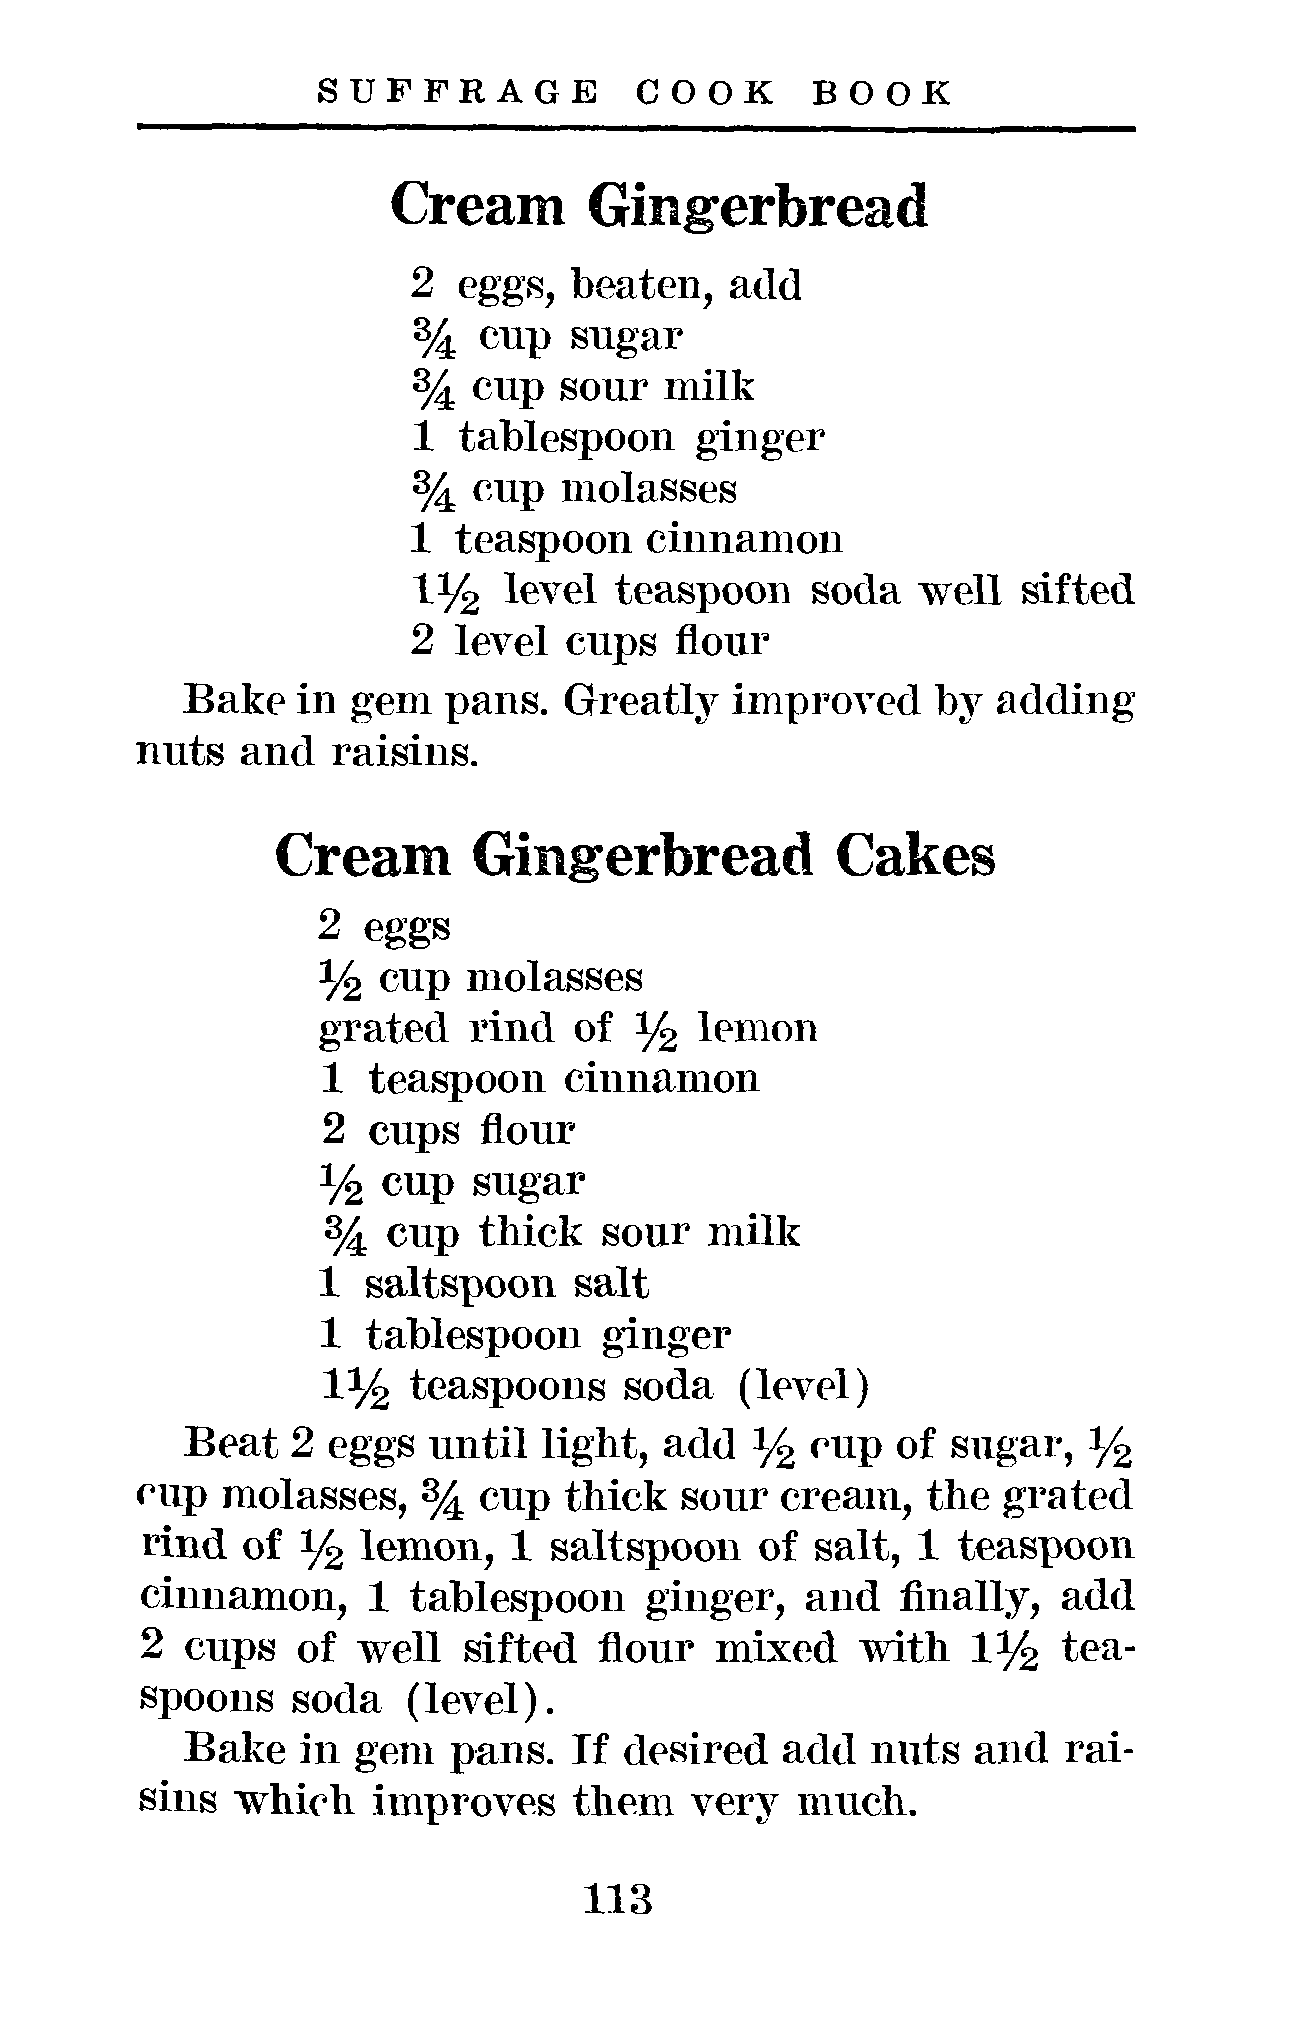 SUFFRAGE COOK BOOK
Cream Gingerbread
2 eggs, beaten, add
¾ cup sugar
¾ cup sour milk
1 tablespoon ginger
¾ cup molasses
1 teaspoon cinnamon
1½ level teaspoon soda well sifted
2 level cups flour
Bake in gem pans. Greatly improved by adding
nuts and raisins.
Cream Gingerbread Cakes
2 eggs
½ cup molasses
grated rind of ½ lemon
1 teaspoon cinnamon
2 cups flour
½ cup sugar
¾ cup thick sour milk
1 saltspoon salt
1 tablespoon ginger
1½ teaspoons soda (level)
Beat 2 eggs until light, add ½ cup of sugar, ½
cup molasses, ¾ cup thick sour cream, the grated
rind of ½ lemon, 1 saltspoon of salt, 1 teaspoon
cinnamon, 1 tablespoon ginger, and finally, add
2 cups of well sifted flour mixed with 1½ tea-
spoons soda (level).
Bake in gem pans. If desired add nuts and rai-
sins which improves them very much.
113